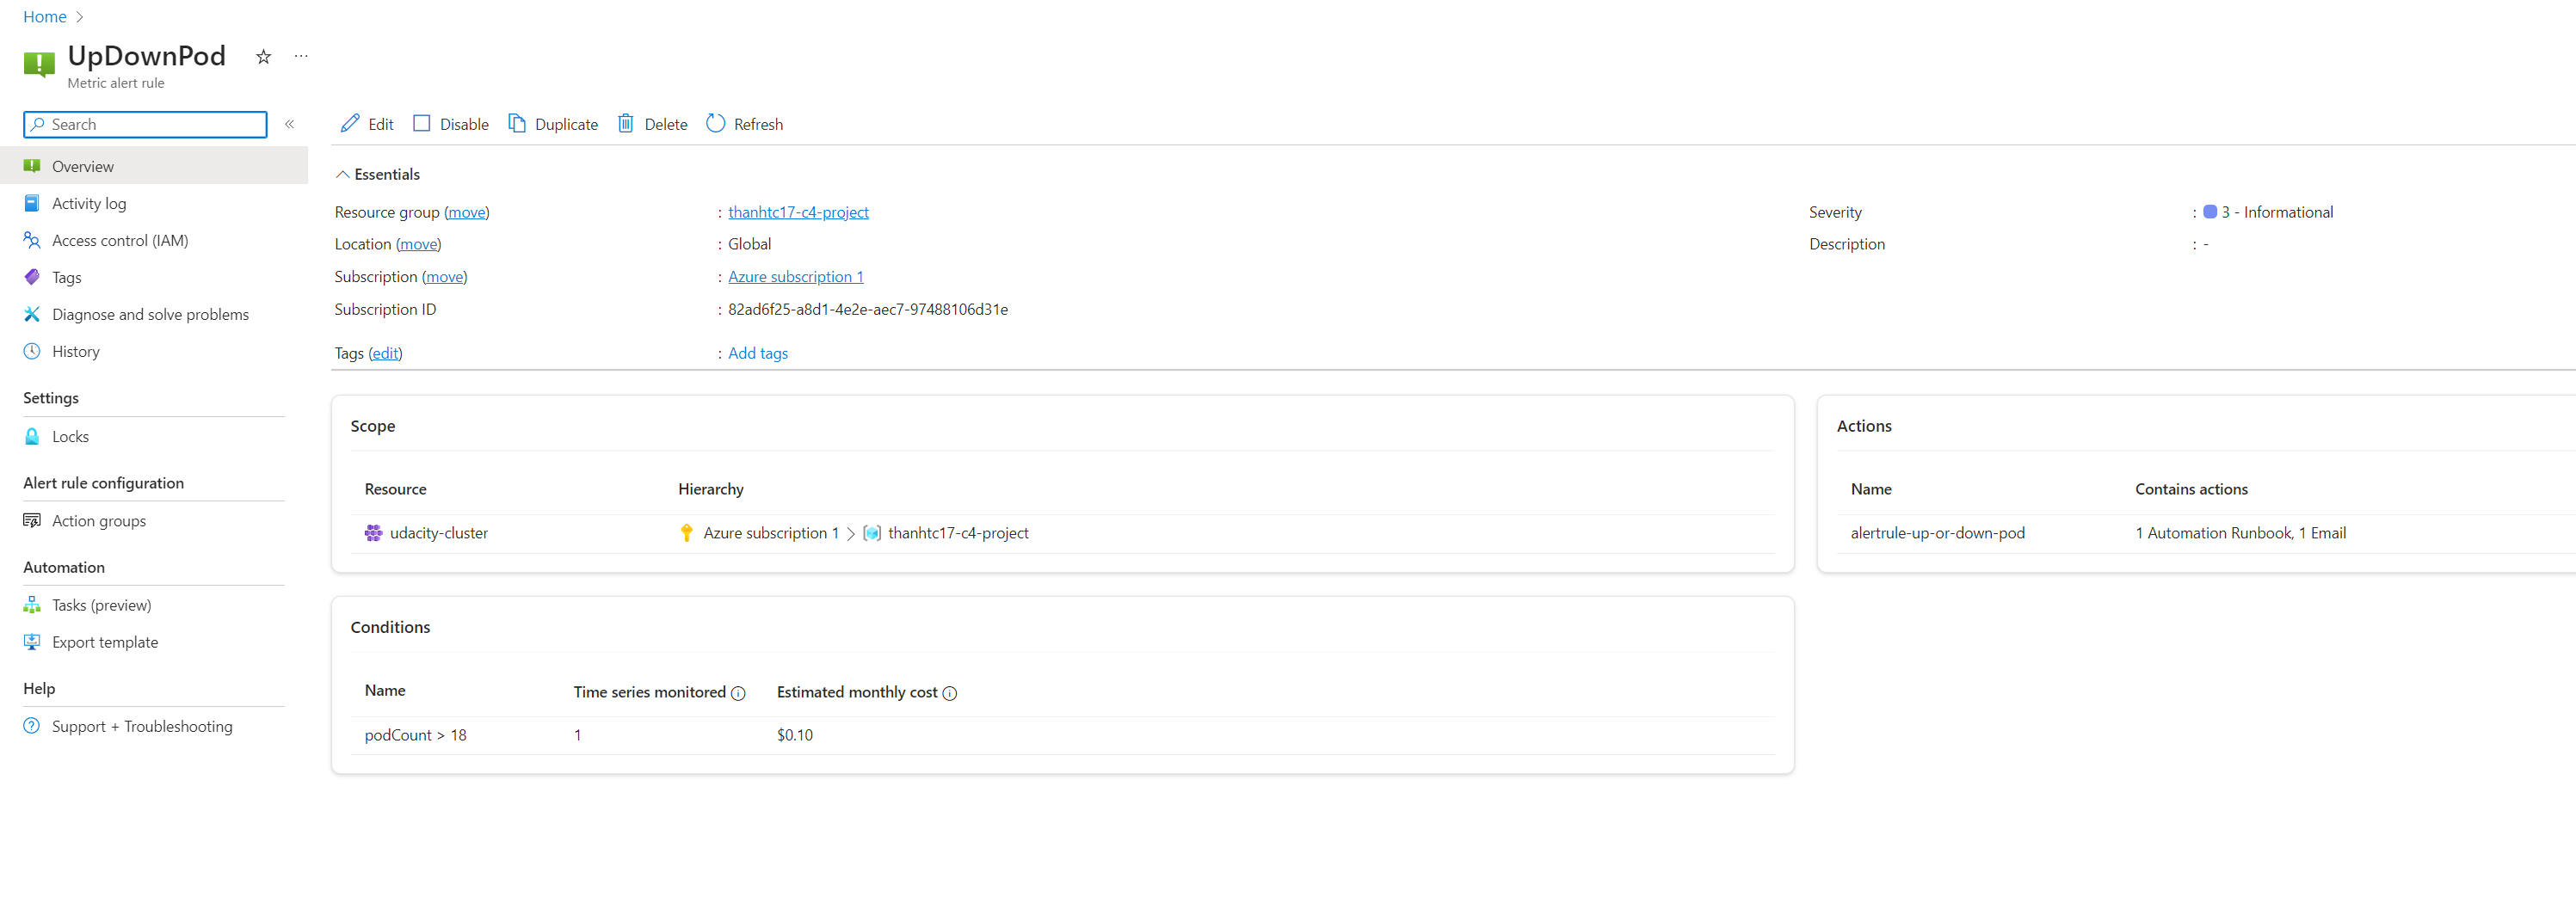 Home
UpDownPod
Metric alert rule
Search
Edit Disable Duplicate Delete Refresh
Overview
Activity log
Access control (IAM)
Tags
Diagnose and solve problems
History
Settings
Locks
Alert rule configuration
Action groups
Automation
Tasks (preview)
Export template
Help
Support + Troubleshooting
Essentials
Resource group (move) : thanhtc17-c4-project
Location (move) : Global
Subscription (move) : Azure subscription 1
Subscription ID : 82ad6f25-a8d1-4e2e-aec7-97488106d31e
Tags (edit) : Add tags
Severity : 3 - Informational
Description : -
Scope
Resource Hierarchy
udacity-cluster Azure subscription 1 > thanhtc17-c4-project
Actions
Name Contains actions
alertrule-up-or-down-pod 1 Automation Runbook, 1 Email
Conditions
Name Time series monitored Estimated monthly cost
podCount > 18 1 $0.10